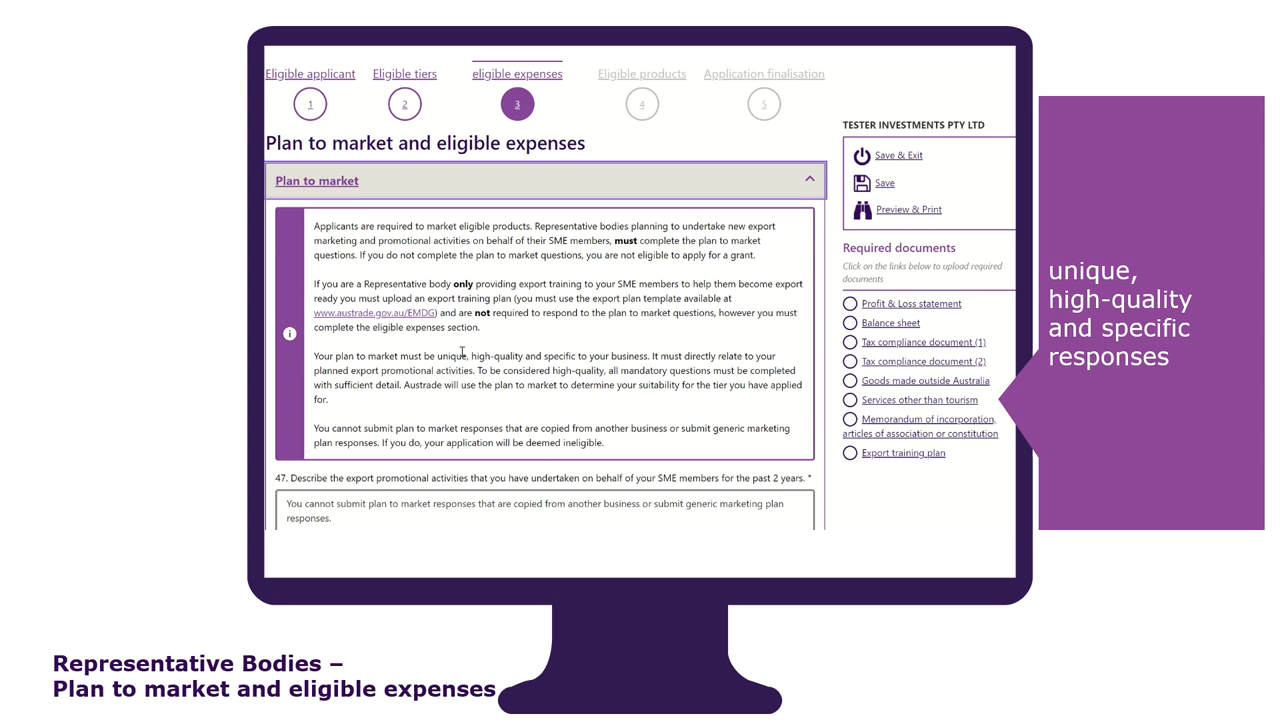 Eligible applicant
Eligible tiers
eligible expenses
Eligible products
Application finalisation
1
2
3
4
5
Plan to market and eligible expenses
Plan to market
Applicants are required to market eligible products. Representative bodies planning to undertake new export
marketing and promotional activities on behalf of their SME members, must complete the plan to market
questions. If you do not complete the plan to market questions, you are not eligible to apply for a grant.
If you are a Representative body only providing export training to your SME members to help them become export
ready you must upload an export training plan (you must use the export plan template available at
www.austrade.gov.au/EMDG) and are not required to respond to the plan to market questions, however you must
complete the eligible expenses section.
Your plan to market must be unique, high-quality and specific to your business. It must directly relate to your
planned export promotional activities. To be considered high-quality, all mandatory questions must be completed
with sufficient detail. Austrade will use the plan to market to determine your suitability for the tier you have applied
for.
You cannot submit plan to market responses that are copied from another business or submit generic marketing
plan responses. If you do, your application will be deemed ineligible.
47. Describe the export promotional activities that you have undertaken on behalf of your SME members for the past 2 years. *
You cannot submit plan to market responses that are copied from another business or submit generic marketing plan
responses.
TESTER INVESTMENTS PTY LTD
Save & Exit
Save
Preview & Print
Required documents
Click on the links below to upload required
documents
Profit & Loss statement
Balance sheet
Tax compliance document (1)
Tax compliance document (2)
Goods made outside Australia
Services other than tourism
Memorandum of incorporation,
articles of association or constitution
Export training plan
unique,
high-quality
and specific
responses
Representative Bodies –
Plan to market and eligible expenses